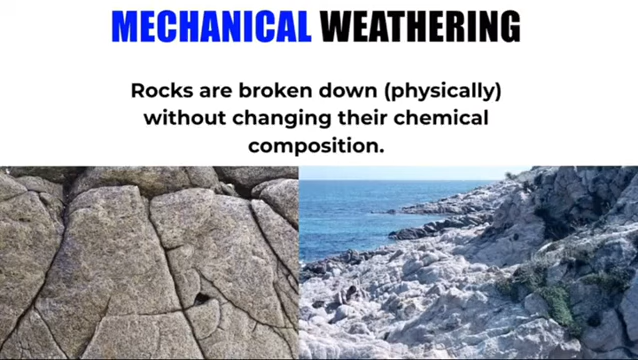 MECHANICAL WEATHERING
Rocks are broken down (physically)
without changing their chemical
composition.